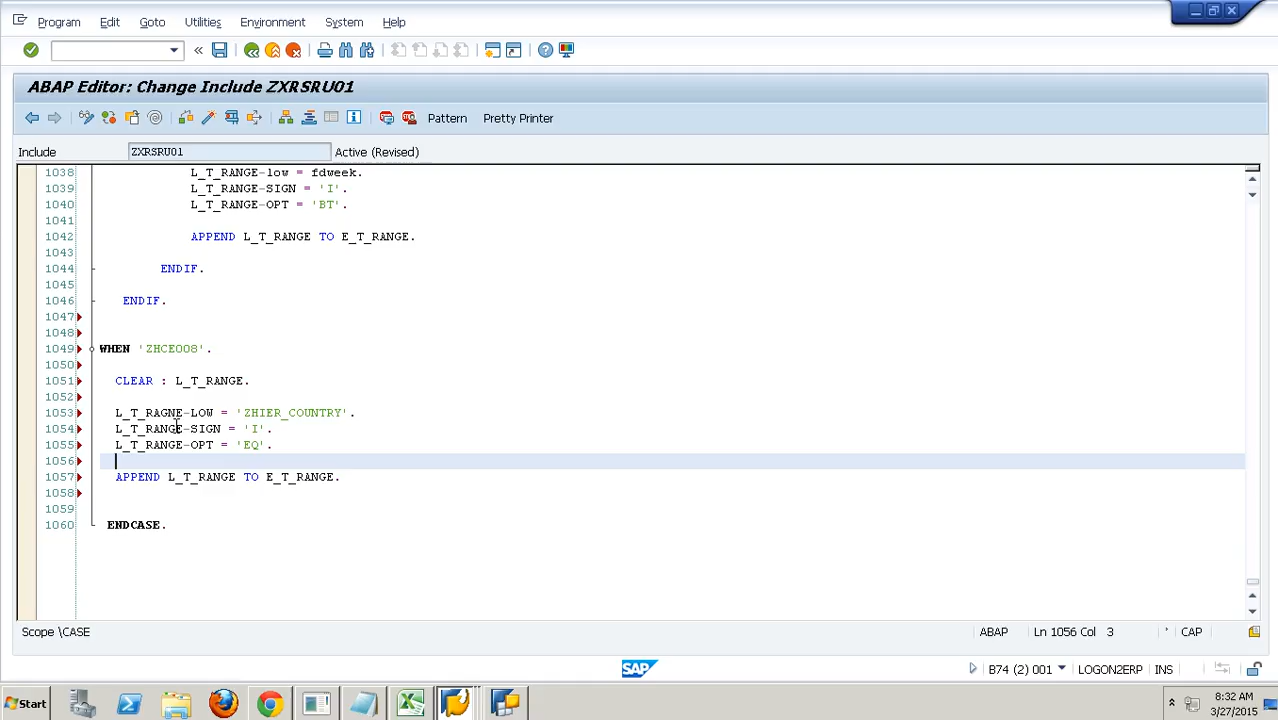 Program Edit Goto Utilities Environment System Help
ABAP Editor: Change Include ZXRSRU01
Pattern Pretty Printer
Include ZXRSRU01 Active (Revised)
1038 L_T_RANGE-low = fdweek.
1039 L_T_RANGE-SIGN = 'I'.
1040 L_T_RANGE-OPT = 'BT'.
1041
1042 APPEND L_T_RANGE TO E_T_RANGE.
1043
1044 ENDIF.
1045
1046 ENDIF.
1047
1048
1049 WHEN 'ZHCE008'.
1050
1051 CLEAR : L_T_RANGE.
1052
1053 L_T_RAGNE-LOW = 'ZHIER_COUNTRY'.
1054 L_T_RANGE-SIGN = 'I'.
1055 L_T_RANGE-OPT = 'EQ'.
1056
1057 APPEND L_T_RANGE TO E_T_RANGE.
1058
1059
1060 ENDCASE.
Scope \CASE ABAP Ln 1056 Col 3 ' CAP
SAP B74 (2) 001 LOGON2ERP INS
Start 8:32 AM
3/27/2015